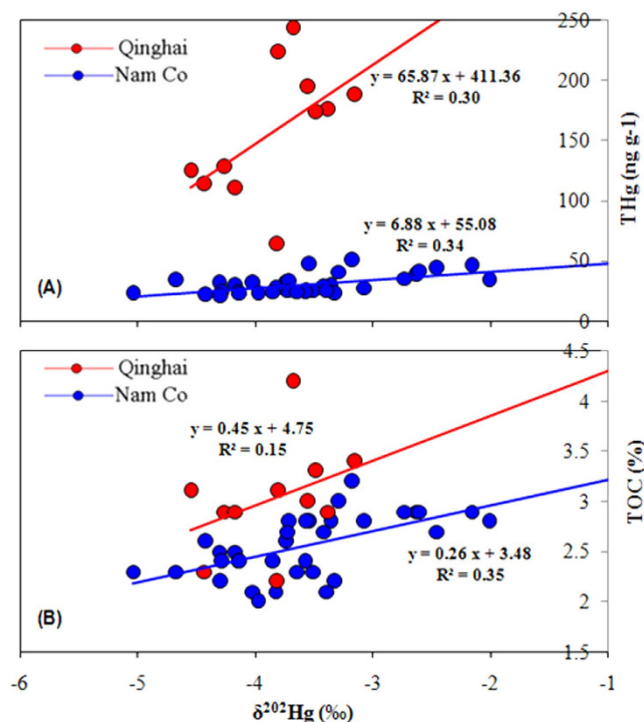 Qinghai
Nam Co
y = 65.87 x + 411.36
R² = 0.30
y = 6.88 x + 55.08
R² = 0.34
(A)
250
200
150
100
50
0
THg (ng g-1)
Qinghai
Nam Co
y = 0.45 x + 4.75
R² = 0.15
y = 0.26 x + 3.48
R² = 0.35
(B)
4.5
4
3.5
3
2.5
2
1.5
TOC (%)
-6 -5 -4 -3 -2 -1
δ²⁰²Hg (‰)